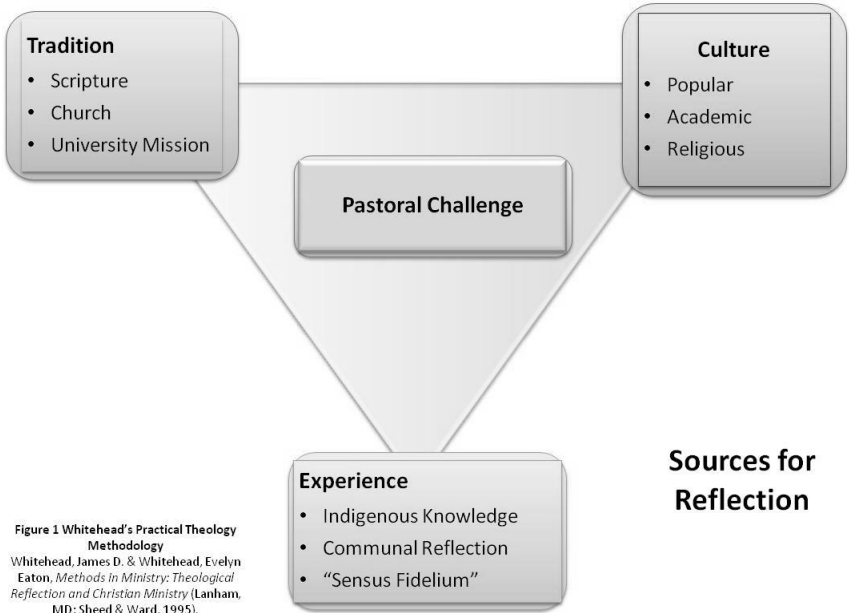 Tradition
• Scripture
• Church
• University Mission
Culture
• Popular
• Academic
• Religious
Pastoral Challenge
Experience
• Indigenous Knowledge
• Communal Reflection
• “Sensus Fidelium”
Sources for
Reflection
Figure 1 Whitehead’s Practical Theology
Methodology
Whitehead, James D. & Whitehead, Evelyn
Eaton, Methods in Ministry: Theological
Reflection and Christian Ministry (Lanham,
MD: Sheed & Ward, 1995).